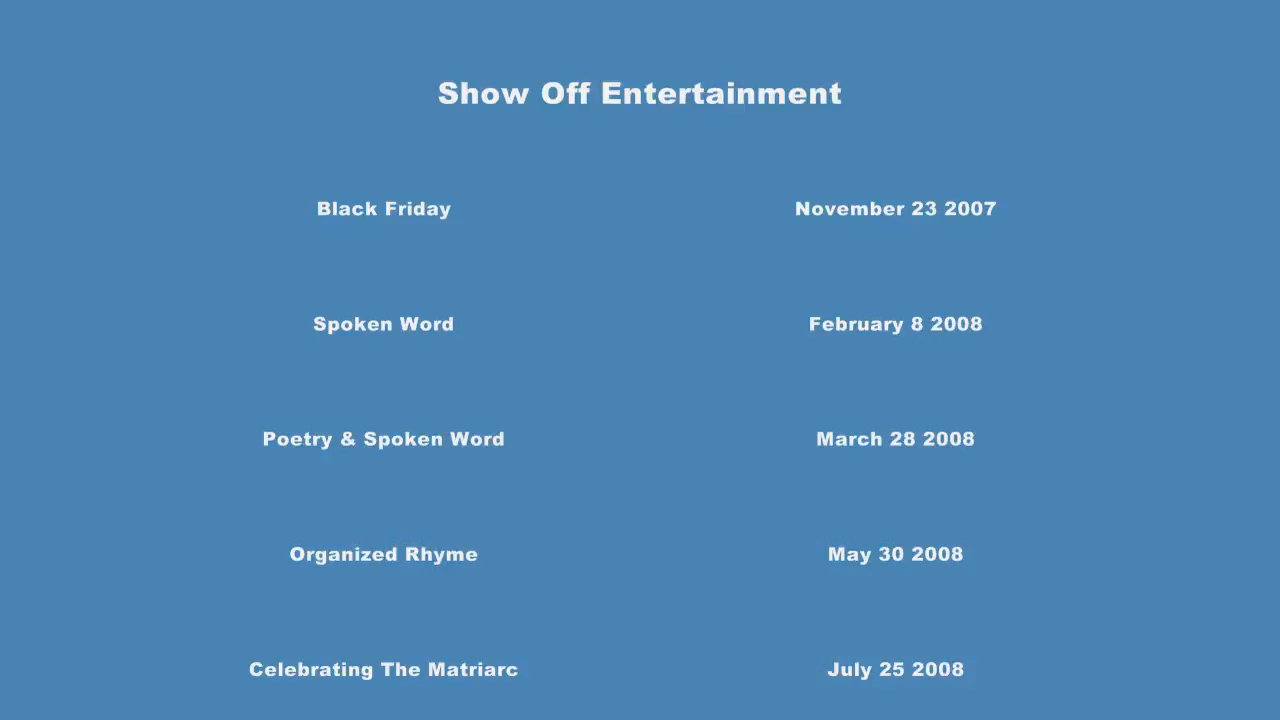 Show Off Entertainment
Black Friday November 23 2007
Spoken Word February 8 2008
Poetry & Spoken Word March 28 2008
Organized Rhyme May 30 2008
Celebrating The Matriarc July 25 2008